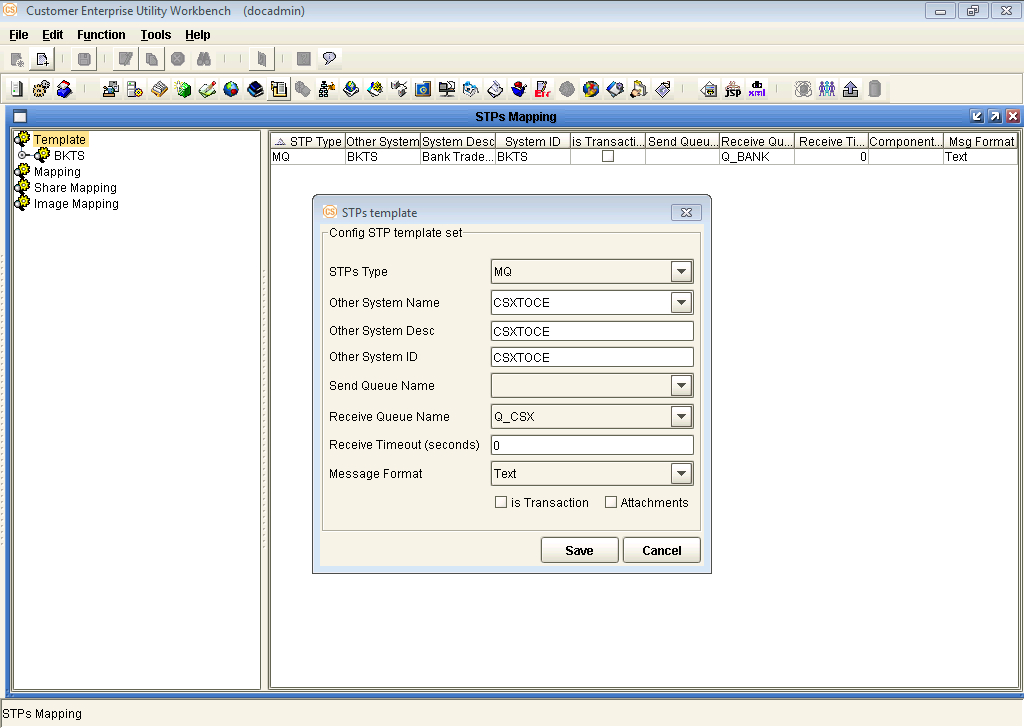 CS Customer Enterprise Utility Workbench (docadmin)
File Edit Function Tools Help
jsp xml
STPs Mapping
Template
BKTS
Mapping
Share Mapping
Image Mapping
STP Type Other System System Desc System ID is Transacti... Send Queu... Receive Qu... Receive Ti... Component... Msg Format
MQ BKTS Bank Trade... BKTS Q_BANK 0 Text
CS STPs template
Config STP template set
STPs Type MQ
Other System Name CSXTOCE
Other System Desc CSXTOCE
Other System ID CSXTOCE
Send Queue Name
Receive Queue Name Q_CSX
Receive Timeout (seconds) 0
Message Format Text
is Transaction Attachments
Save Cancel
STPs Mapping